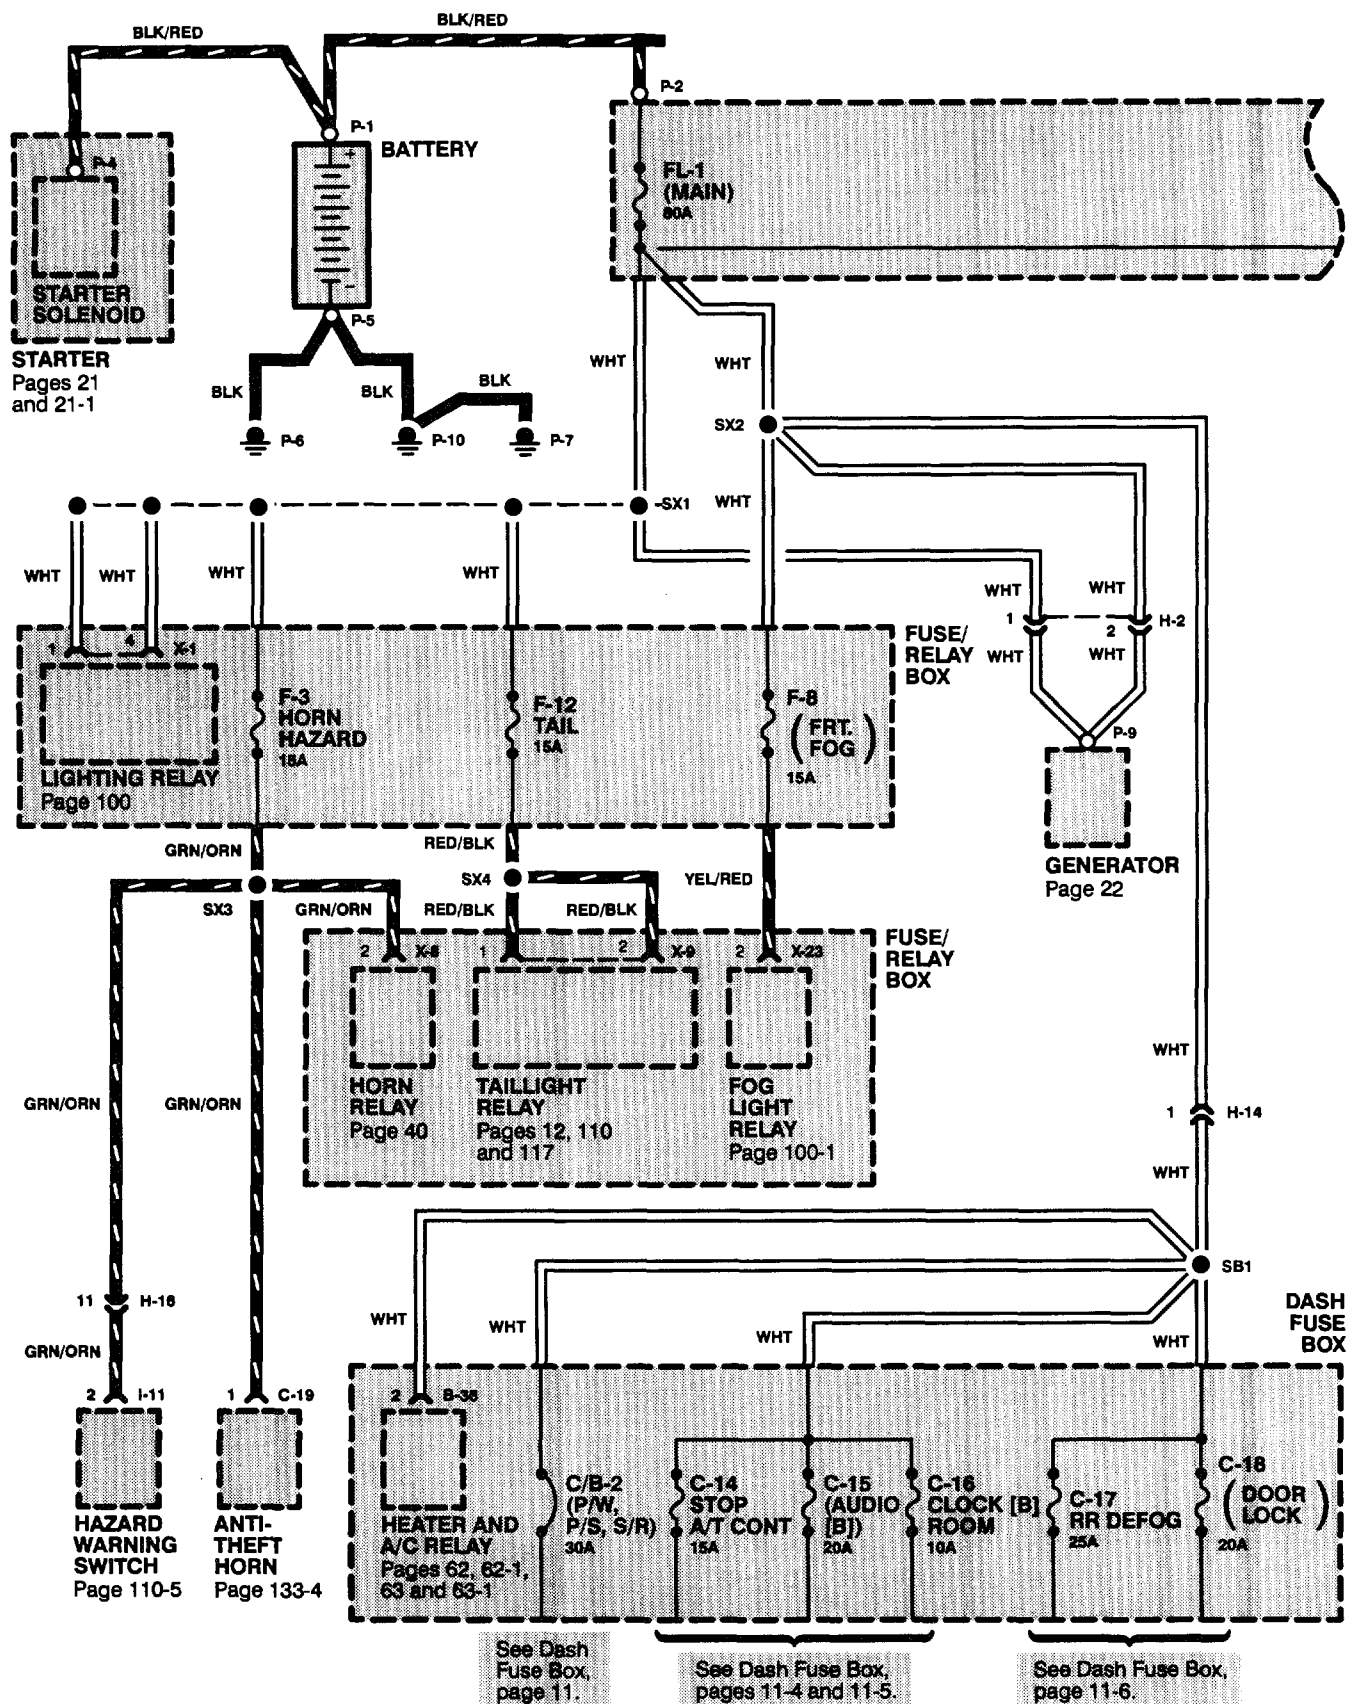 BLK/RED
BLK/RED
P-2
P-1
BATTERY
+
-
P-4
STARTER
SOLENOID
STARTER
Pages 21
and 21-1
FL-1
(MAIN)
80A
P-5
BLK
BLK
BLK
P-6
P-10
P-7
WHT
WHT
SX2
SX1
WHT
WHT
WHT
WHT
WHT
WHT
WHT
1
2
H-2
WHT
WHT
P-9
GENERATOR
Page 22
FUSE/
RELAY
BOX
1
4
X-1
LIGHTING RELAY
Page 100
F-3
HORN
HAZARD
15A
F-12
TAIL
15A
F-8
(FRT.
FOG)
15A
GRN/ORN
RED/BLK
SX3
GRN/ORN
SX4
RED/BLK
RED/BLK
YEL/RED
FUSE/
RELAY
BOX
2
X-8
1
2
X-9
2
X-23
HORN
RELAY
Page 40
TAILLIGHT
RELAY
Pages 12, 110
and 117
FOG
LIGHT
RELAY
Page 100-1
GRN/ORN
GRN/ORN
WHT
1
H-14
WHT
SB1
11
H-16
GRN/ORN
WHT
WHT
WHT
WHT
DASH
FUSE
BOX
2
I-11
1
C-19
2
HAZARD
WARNING
SWITCH
Page 110-5
ANTI-
THEFT
HORN
Page 133-4
HEATER AND
A/C RELAY
Pages 62, 62-1,
63 and 63-1
C/B-2
(P/W,
P/S, S/R)
30A
C-14
STOP
A/T CONT
15A
C-15
(AUDIO
[B])
20A
C-16
CLOCK [B]
ROOM
10A
C-17
RR DEFOG
25A
C-18
(DOOR
LOCK)
20A
See Dash
Fuse Box,
page 11.
See Dash Fuse Box,
pages 11-4 and 11-5.
See Dash Fuse Box,
page 11-6.